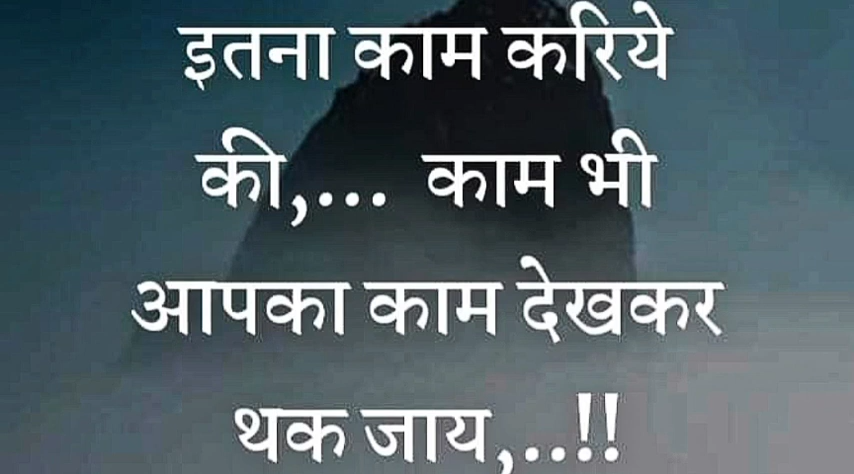 इतना काम करिये
की,... काम भी
आपका काम देखकर
थक जाय,..!!